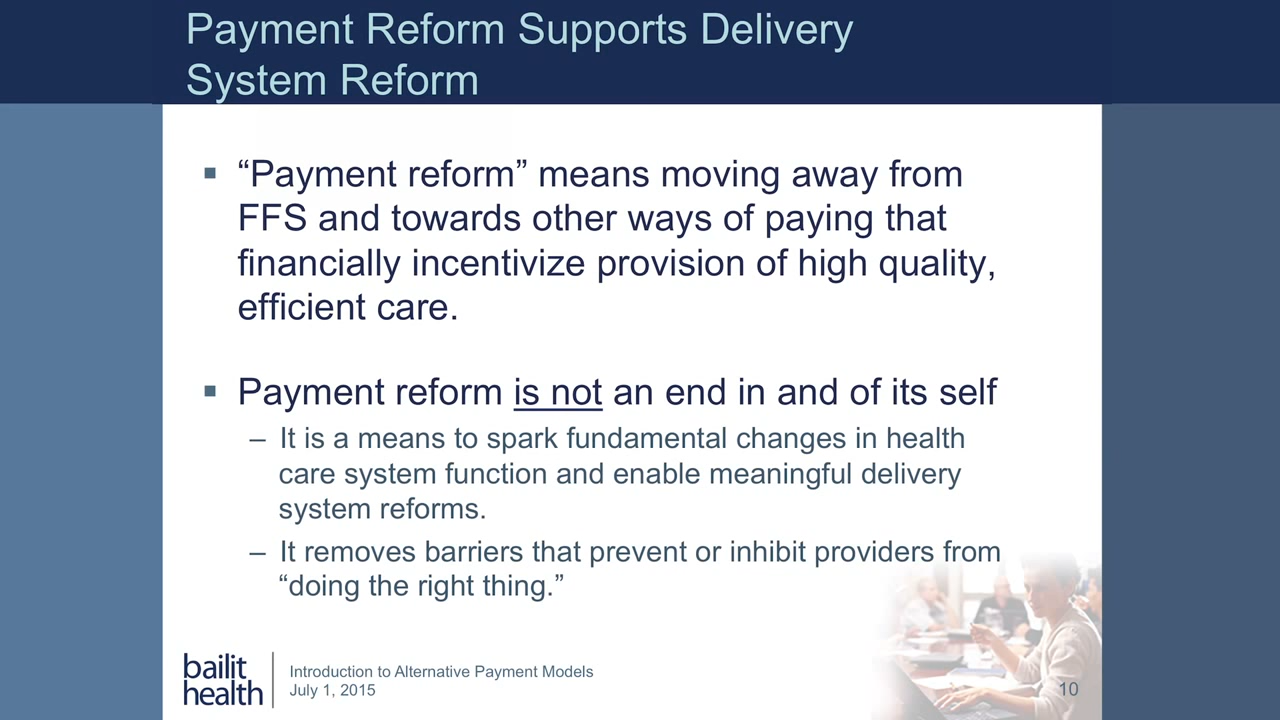 Payment Reform Supports Delivery
System Reform
▪ “Payment reform” means moving away from
FFS and towards other ways of paying that
financially incentivize provision of high quality,
efficient care.
▪ Payment reform is not an end in and of its self
– It is a means to spark fundamental changes in health
care system function and enable meaningful delivery
system reforms.
– It removes barriers that prevent or inhibit providers from
“doing the right thing.”
bailit
health
Introduction to Alternative Payment Models
July 1, 2015
10